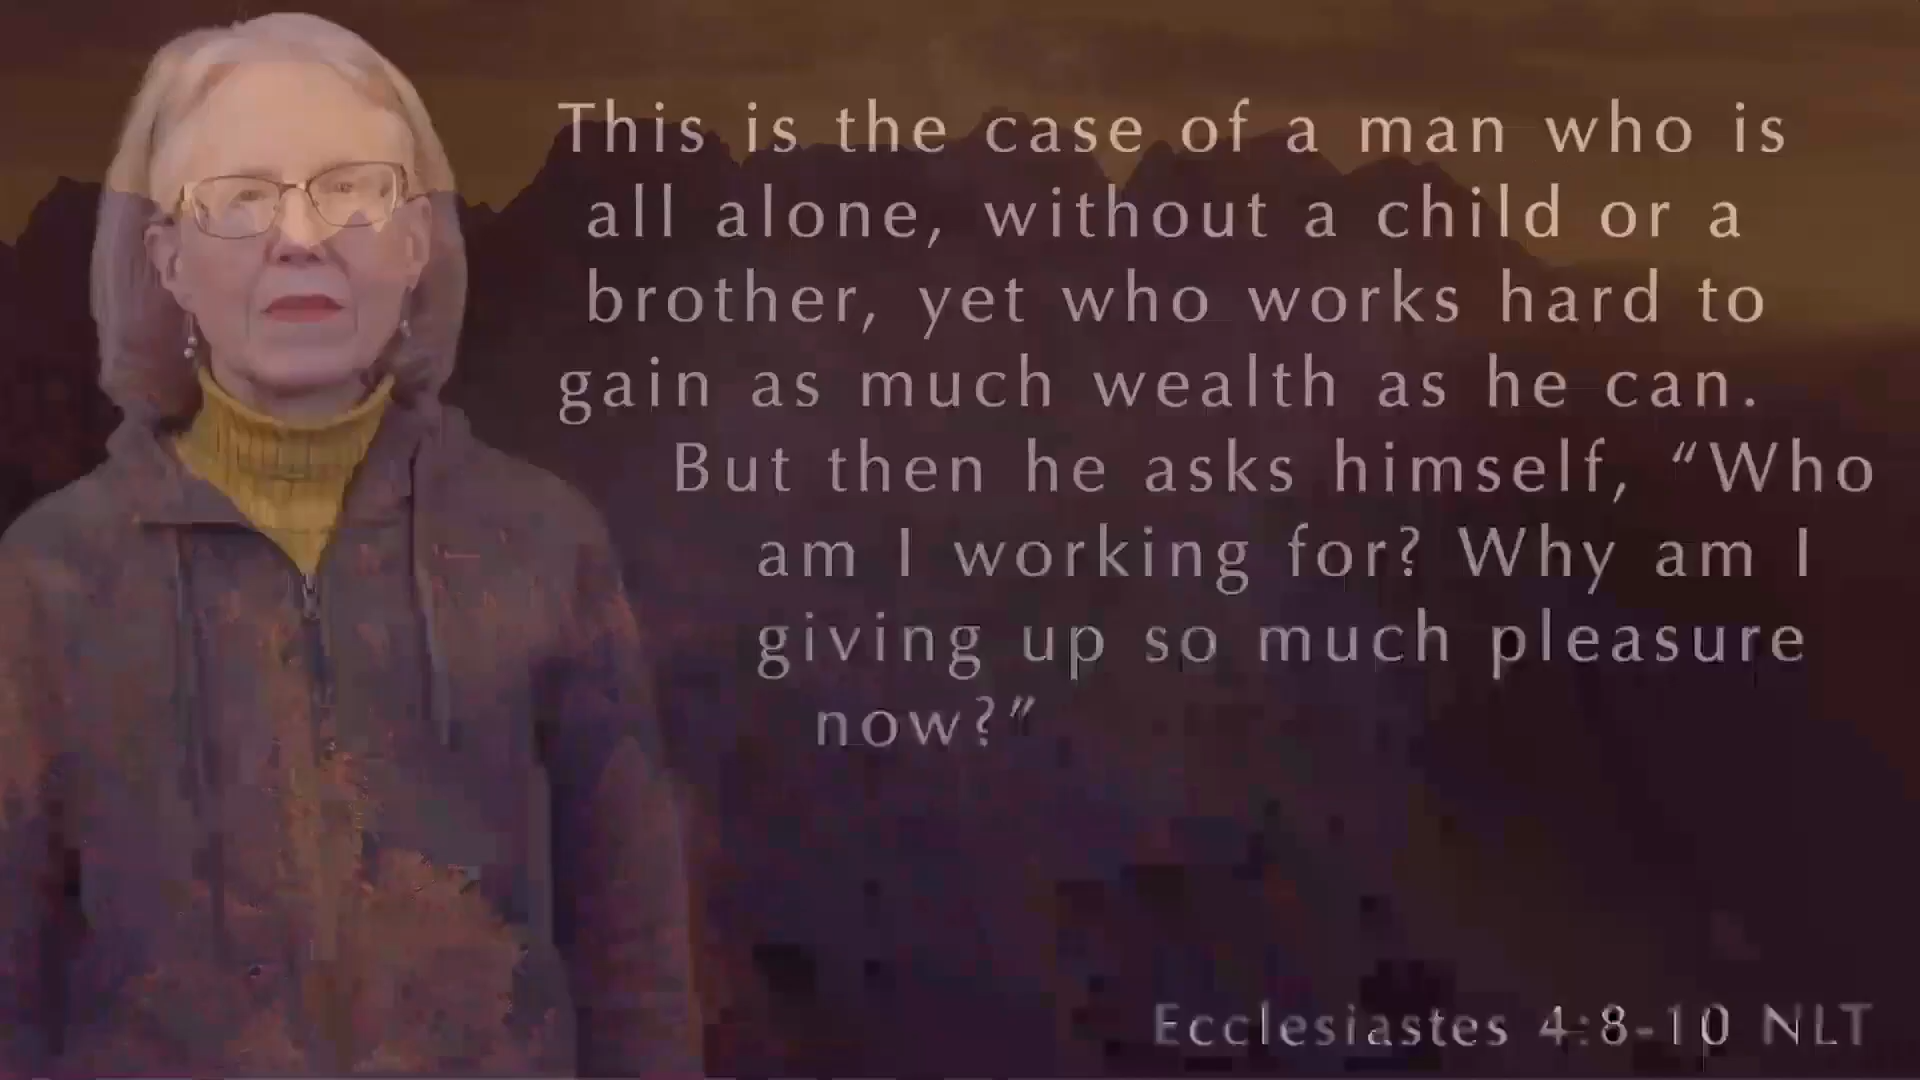 This is the case of a man who is
all alone, without a child or a
brother, yet who works hard to
gain as much wealth as he can.
But then he asks himself, “Who
am I working for? Why am I
giving up so much pleasure
now?”
Ecclesiastes 4:8-10 NLT